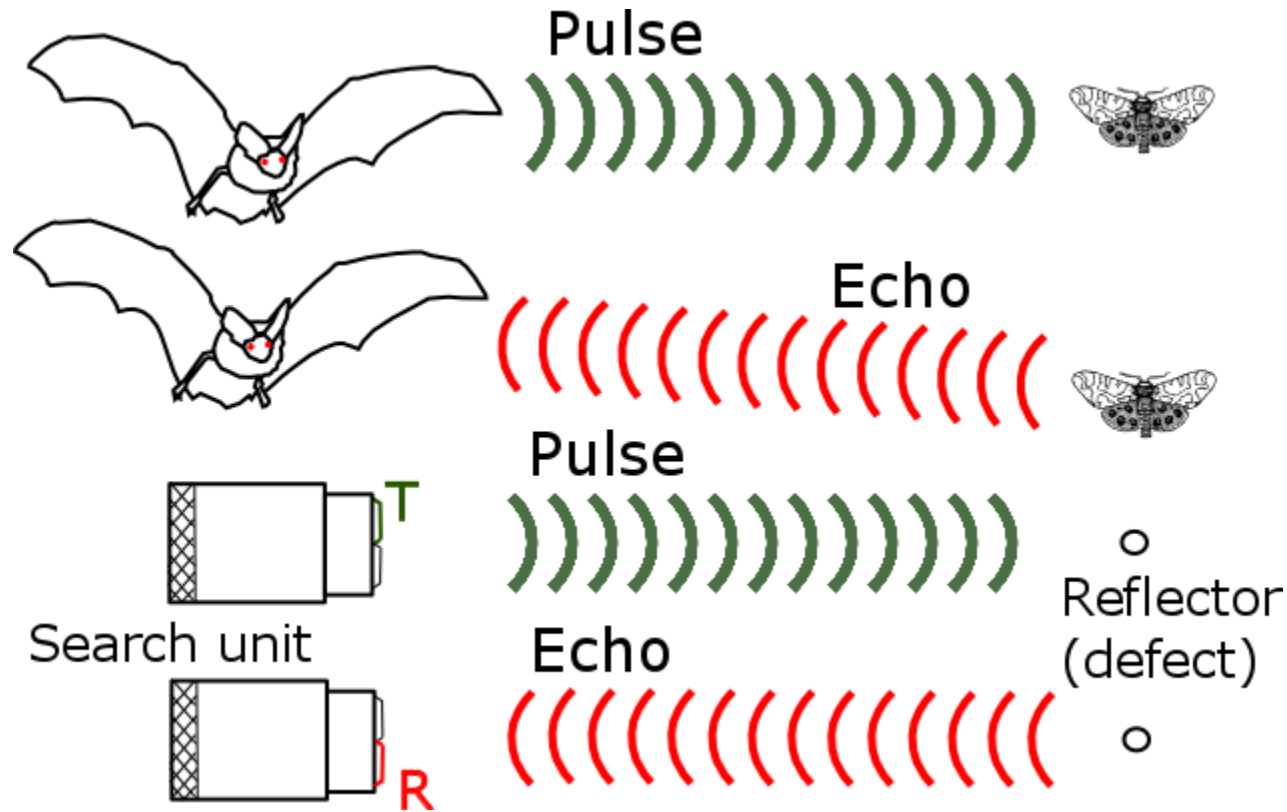 Pulse
Echo
Pulse
T
Reflector
(defect)
Search unit
Echo
R